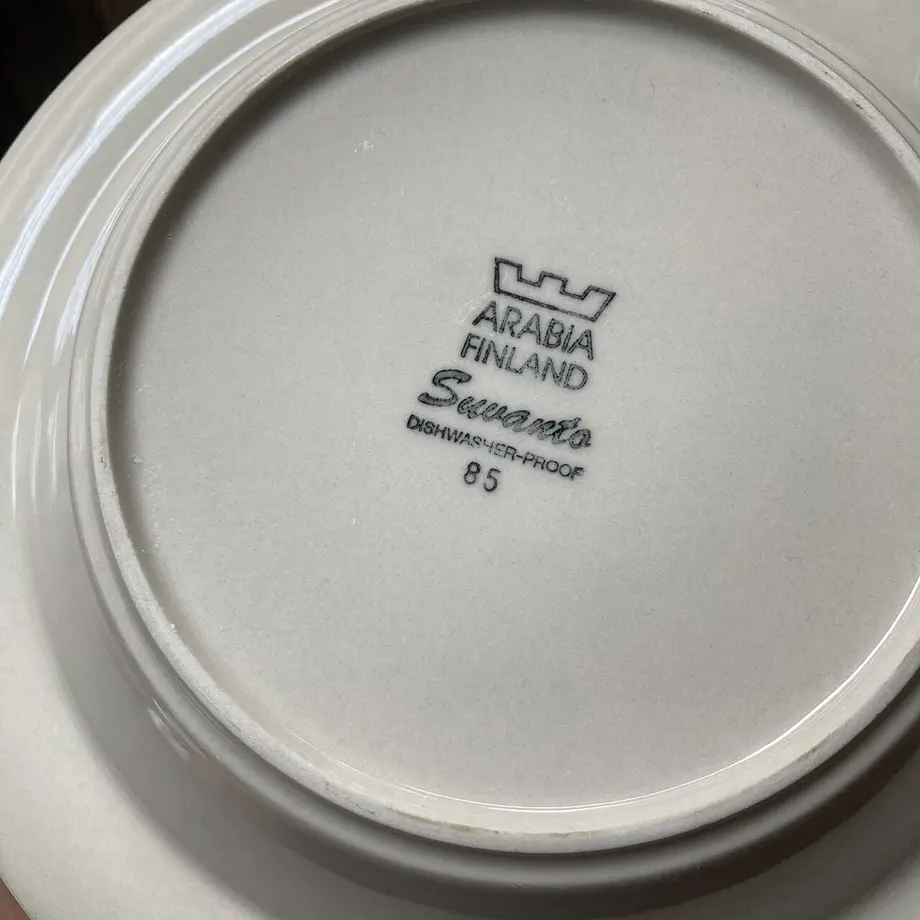 ARABIA
FINLAND
Suvanto
DISHWASHER-PROOF
85